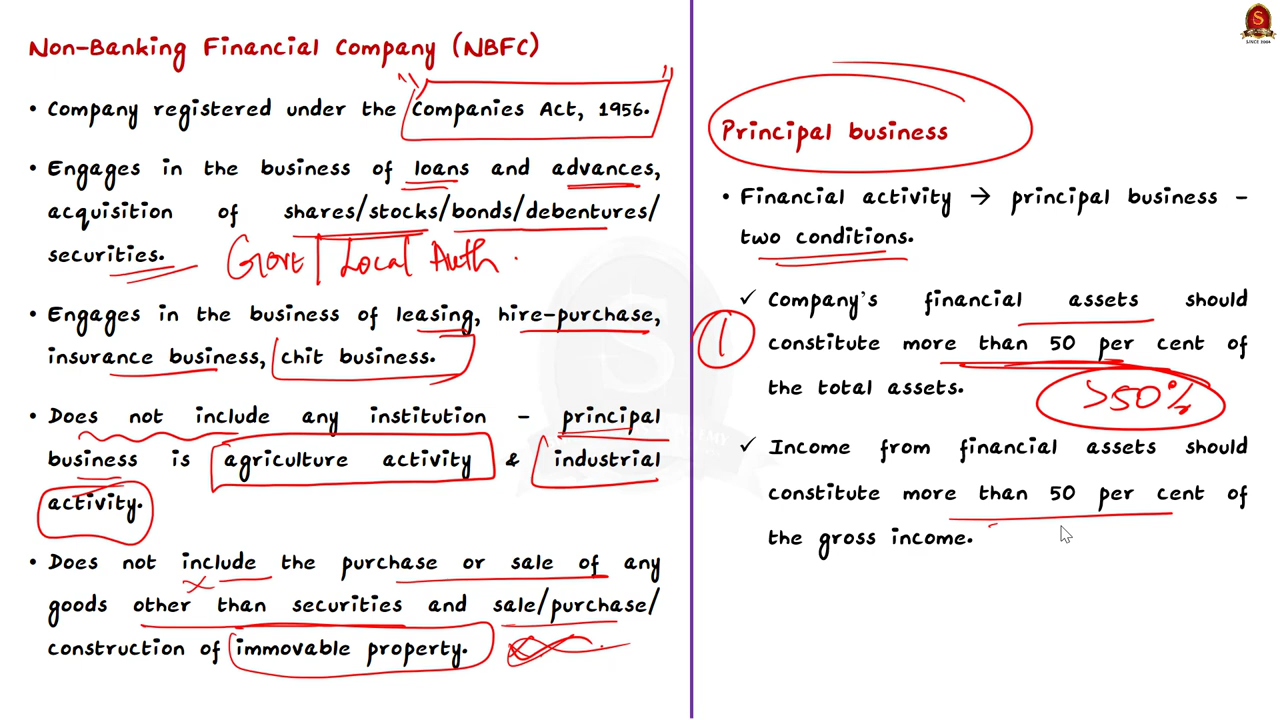 Non-Banking Financial Company (NBFC)
• Company registered under the "Companies Act, 1956."
• Engages in the business of loans and advances,
acquisition of shares/stocks/bonds/debentures/
securities. Govt | Local Auth.
• Engages in the business of leasing, hire-purchase,
insurance business, chit business.
• Does not include any institution - principal
business is agriculture activity & industrial
activity.
• Does not include the purchase or sale of any
goods other than securities and sale/purchase/
construction of immovable property.
S
SINCE 2004
Principal business
• Financial activity → principal business -
two conditions.
✓ Company's financial assets should
1
constitute more than 50 per cent of
the total assets. >50%
✓ Income from financial assets should
constitute more than 50 per cent of
the gross income.